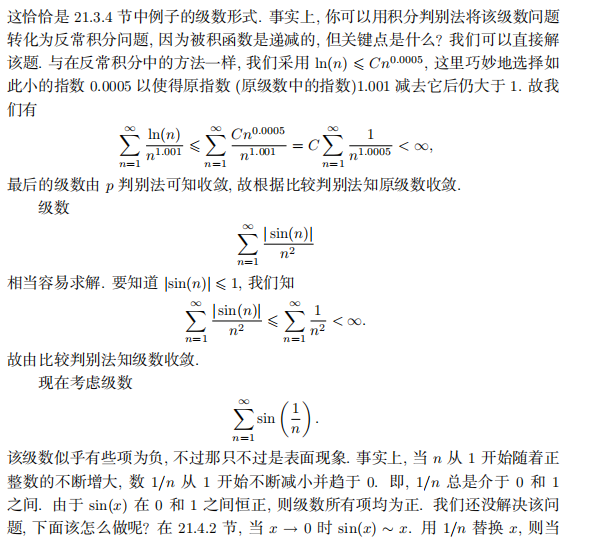 这恰恰是 21.3.4 节中例子的级数形式. 事实上, 你可以用积分判别法将该级数问题
转化为反常积分问题, 因为被积函数是递减的, 但关键点是什么? 我们可以直接解
该题. 与在反常积分中的方法一样, 我们采用 ln(n) ⩽ Cn^{0.0005}, 这里巧妙地选择如
此小的指数 0.0005 以使得原指数 (原级数中的指数)1.001 减去它后仍大于 1. 故我
们有
\sum_{n=1}^{\infty} \frac{\ln(n)}{n^{1.001}} ⩽ \sum_{n=1}^{\infty} \frac{Cn^{0.0005}}{n^{1.001}} = C \sum_{n=1}^{\infty} \frac{1}{n^{1.0005}} < ∞,
最后的级数由 p 判别法可知收敛, 故根据比较判别法知原级数收敛.
级数
\sum_{n=1}^{\infty} \frac{|\sin(n)|}{n^2}
相当容易求解. 要知道 |sin(n)| ⩽ 1, 我们知
\sum_{n=1}^{\infty} \frac{|\sin(n)|}{n^2} ⩽ \sum_{n=1}^{\infty} \frac{1}{n^2} < ∞.
故由比较判别法知级数收敛.
现在考虑级数
\sum_{n=1}^{\infty} \sin\left(\frac{1}{n}\right).
该级数似乎有些项为负, 不过那只不过是表面现象. 事实上, 当 n 从 1 开始随着正
整数的不断增大, 数 1/n 从 1 开始不断减小并趋于 0. 即, 1/n 总是介于 0 和 1
之间. 由于 sin(x) 在 0 和 1 之间恒正, 则级数所有项均为正. 我们还没解决该问
题, 下面该怎么做呢? 在 21.4.2 节, 当 x → 0 时 sin(x) ∼ x. 用 1/n 替换 x, 则当